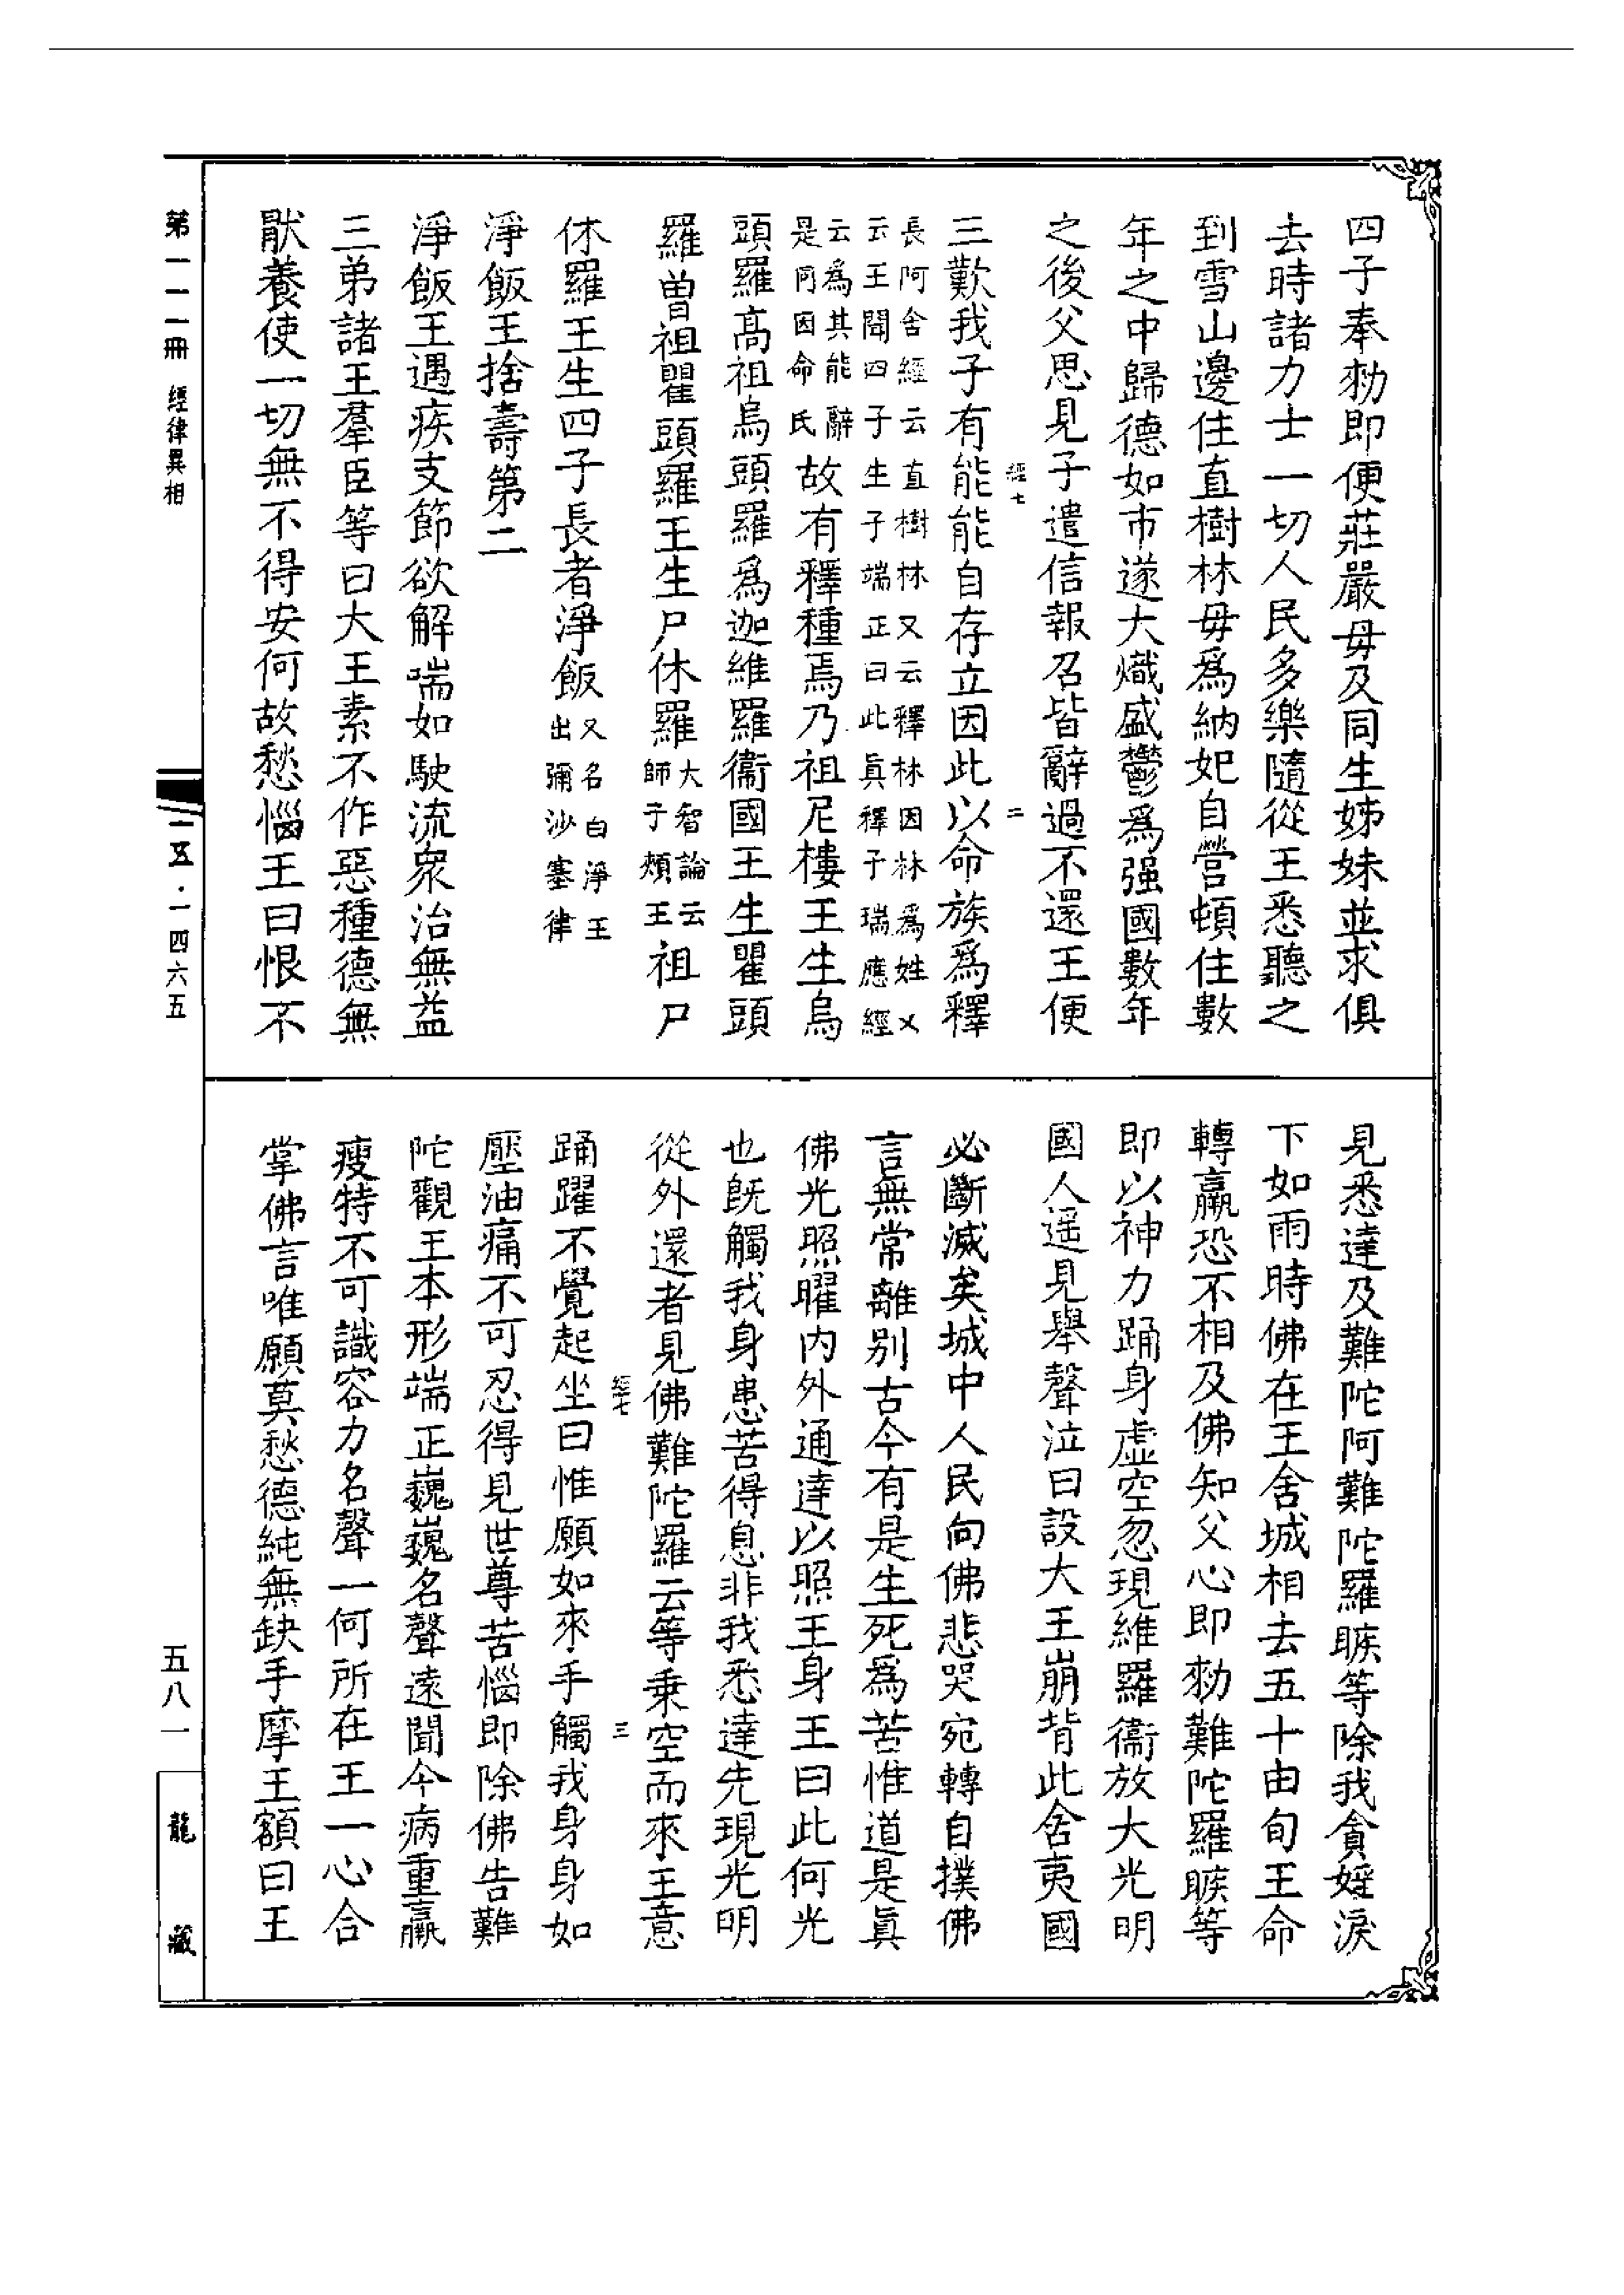 四子奉勑即便莊嚴毋及同生姊妹並求俱
去時諸力士一切人民多樂隨從王悉聽之
到雪山邊住直樹林毋爲納妃自營頓住數
年之中歸德如市遂大熾盛鬱爲强國數年
之後父思見子遣信報召皆辭過不還王便
經七
二
三歎我子有能能自存立因此以命族爲釋
長阿舍經云直樹林又云釋林因林爲姓又
云王聞四子生子端正曰此真釋子瑞應經
云爲其能辭
是同因命氏
故有釋種焉乃祖尼樓王生烏
頭羅高祖烏頭羅爲迦維羅衞國王生瞿頭
羅曾祖瞿頭羅王生尸休羅
大智論云
師子頰王
祖尸
休羅王生四子長者淨飯
又名白淨王
出彌沙塞律
淨飯王捨壽第二
淨飯王遇疾支節欲解喘如駛流衆治無益
三弟諸王羣臣等曰大王素不作惡種德無
猒養使一切無不得安何故愁惱王曰恨不
見悉達及難陀阿難陀羅睺等除我貪婬淚
下如雨時佛在王舍城相去五十由旬王命
轉羸恐不相及佛知父心即勑難陀羅睺等
即以神力踊身虛空忽現維羅衞放大光明
國人遥見舉聲泣曰設大王崩背此舍夷國
必斷滅矣城中人民向佛悲哭宛轉自撲佛
言無常離别古今有是生死爲苦惟道是真
佛光照曜内外通達以照王身王曰此何光
也既觸我身患苦得息非我悉達先現光明
從外還者見佛難陀羅云等乘空而來王意
經七
三
踊躍不覺起坐曰惟願如來手觸我身身如
壓油痛不可忍得見世尊苦惱即除佛告難
陀觀王本形端正巍巍名聲遠聞今病重羸
瘦特不可識容力名聲一何所在王一心合
掌佛言唯願莫愁德純無缺手摩王額曰王
第一一一冊　經律異相
一五·一四六五
五八一
龍藏